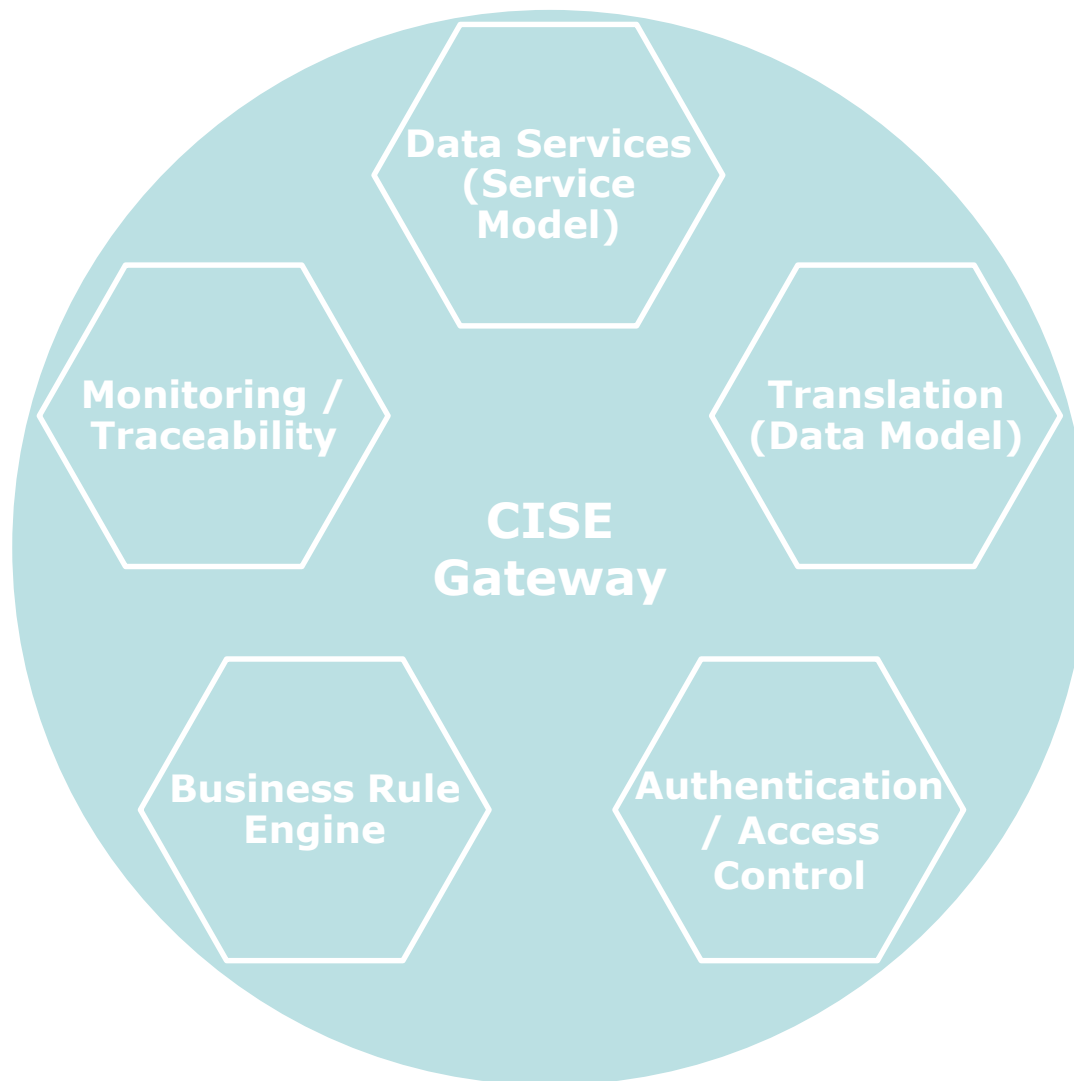 Data Services
(Service
Model)
Monitoring /
Traceability
Translation
(Data Model)
CISE
Gateway
Business Rule
Engine
Authentication
/ Access
Control